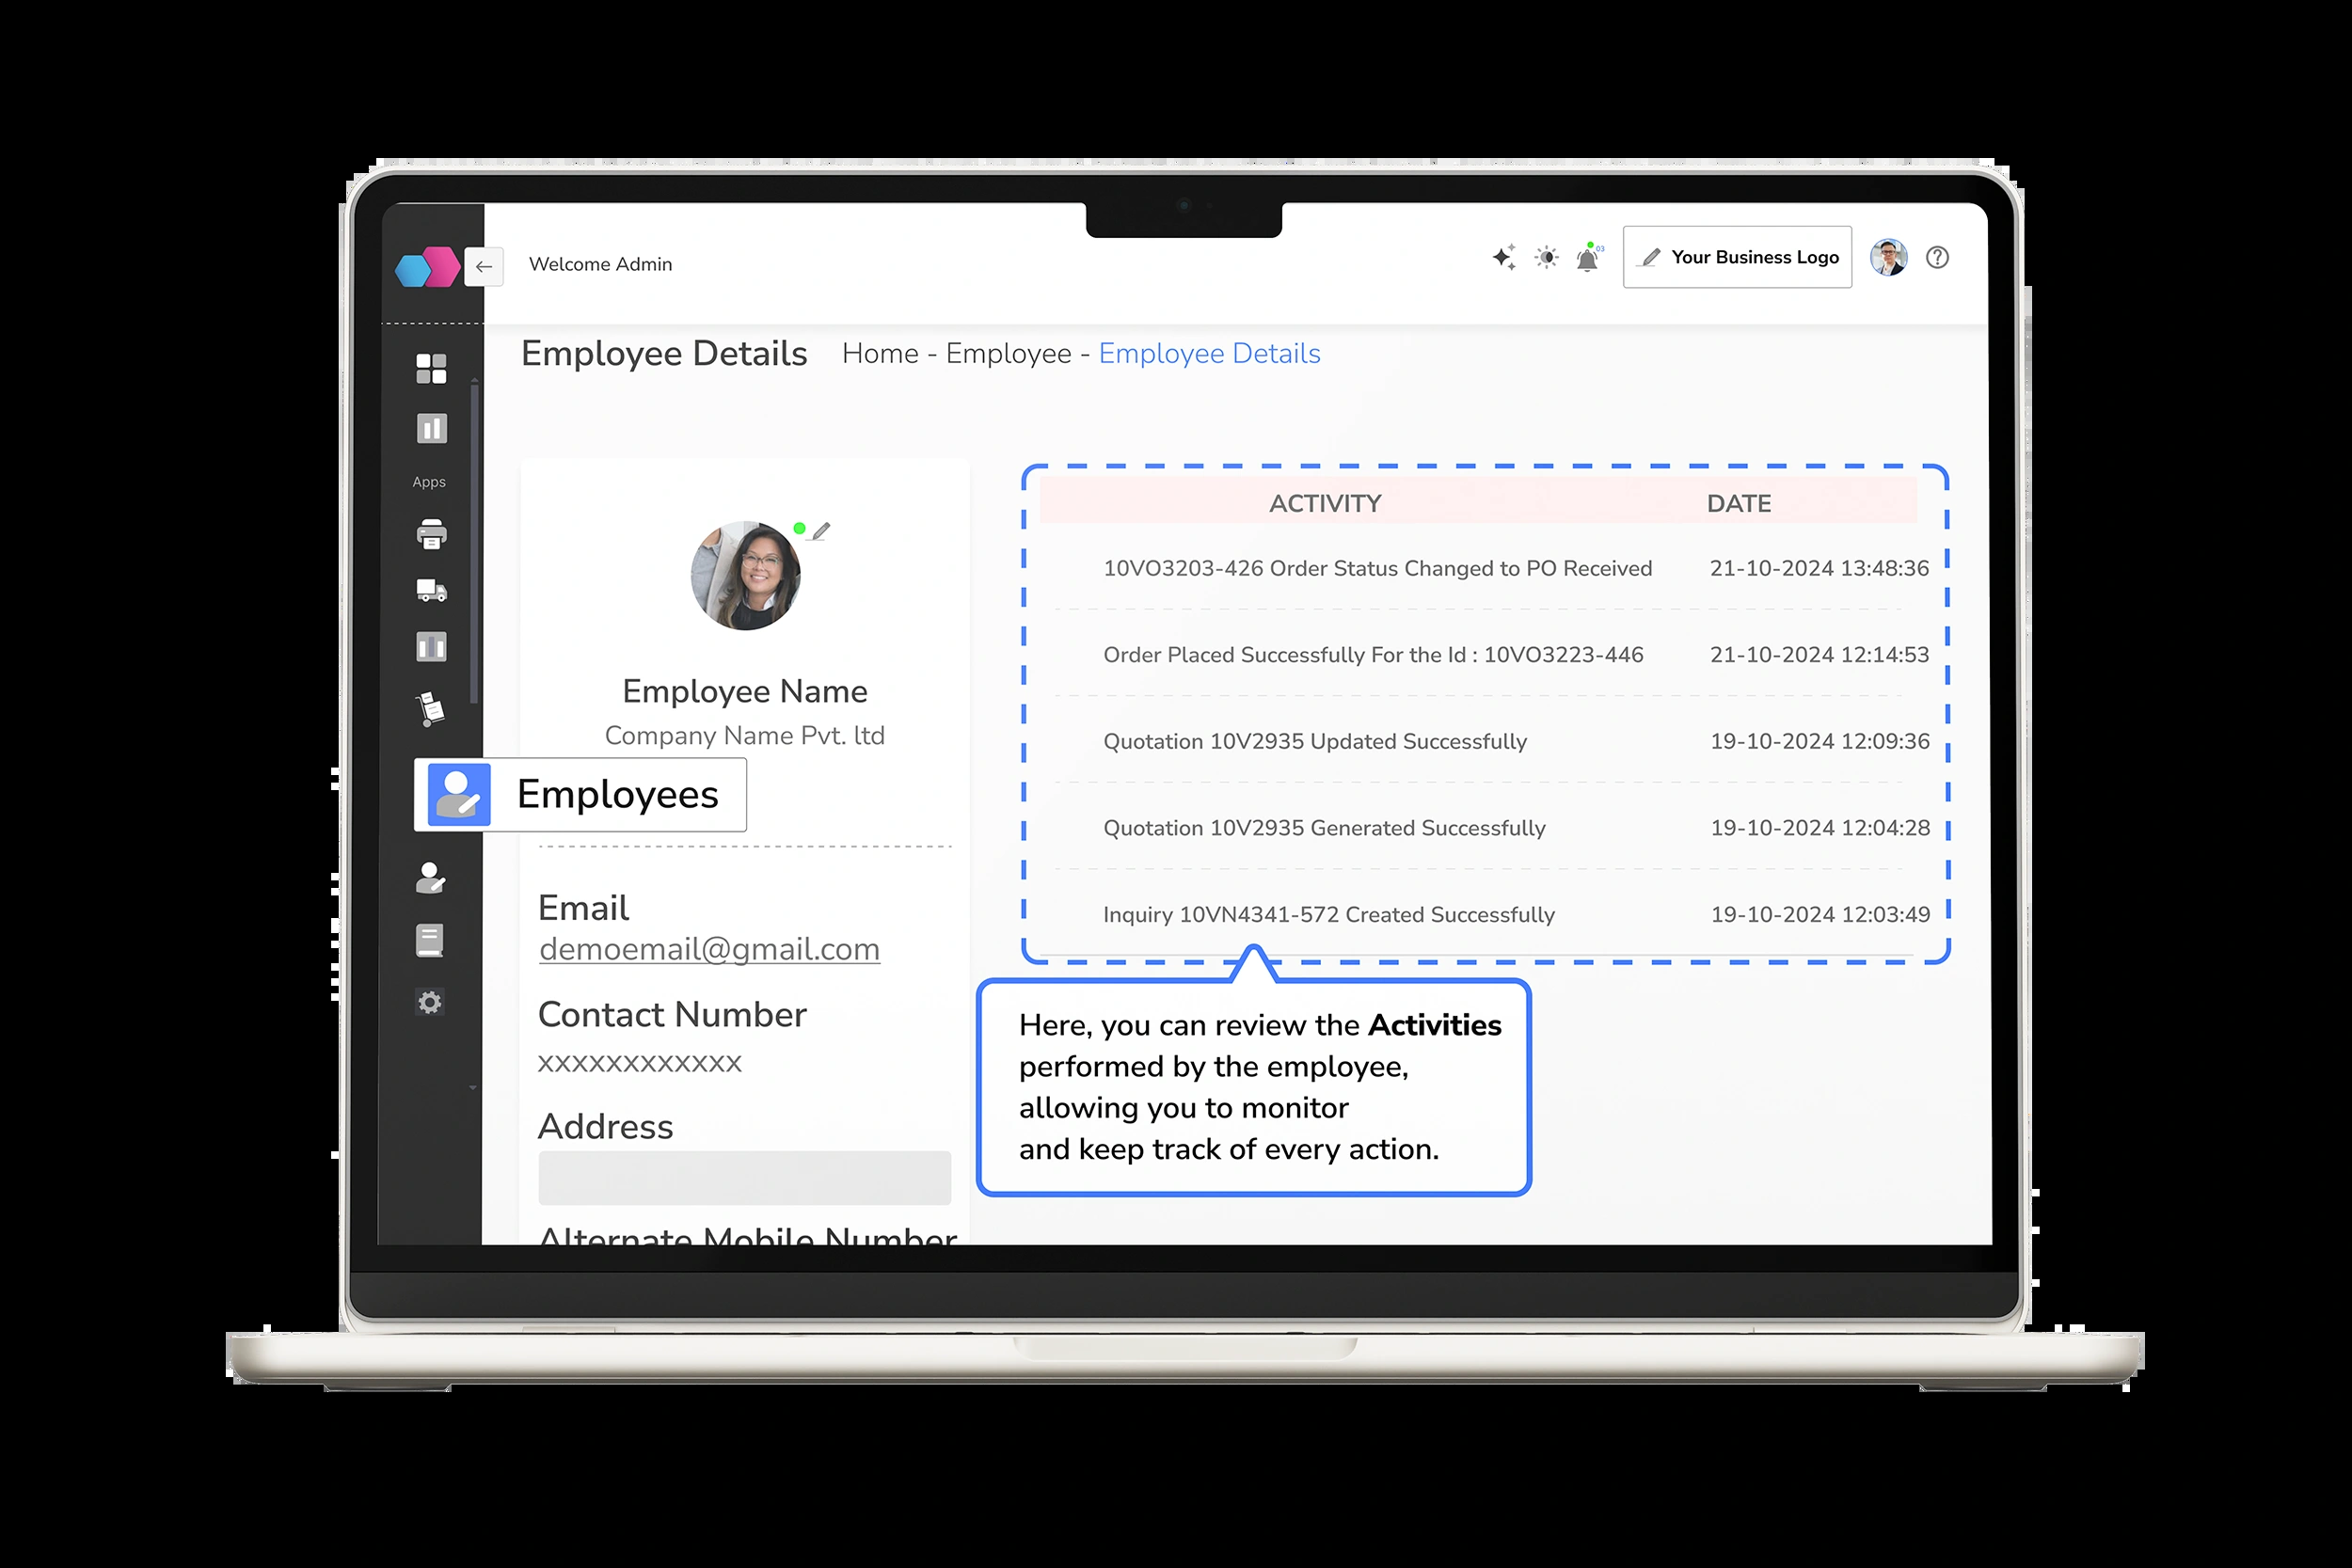 Welcome Admin
03
Your Business Logo
Employee Details
Home - Employee - Employee Details
Apps
Employee Name
Company Name Pvt. ltd
Employees
Email
demoemail@gmail.com
Contact Number
XXXXXXXXXXXX
Address
Alternate Mobile Number
ACTIVITY DATE
10VO3203-426 Order Status Changed to PO Received 21-10-2024 13:48:36
Order Placed Successfully For the Id : 10VO3223-446 21-10-2024 12:14:53
Quotation 10V2935 Updated Successfully 19-10-2024 12:09:36
Quotation 10V2935 Generated Successfully 19-10-2024 12:04:28
Inquiry 10VN4341-572 Created Successfully 19-10-2024 12:03:49
Here, you can review the Activities
performed by the employee,
allowing you to monitor
and keep track of every action.